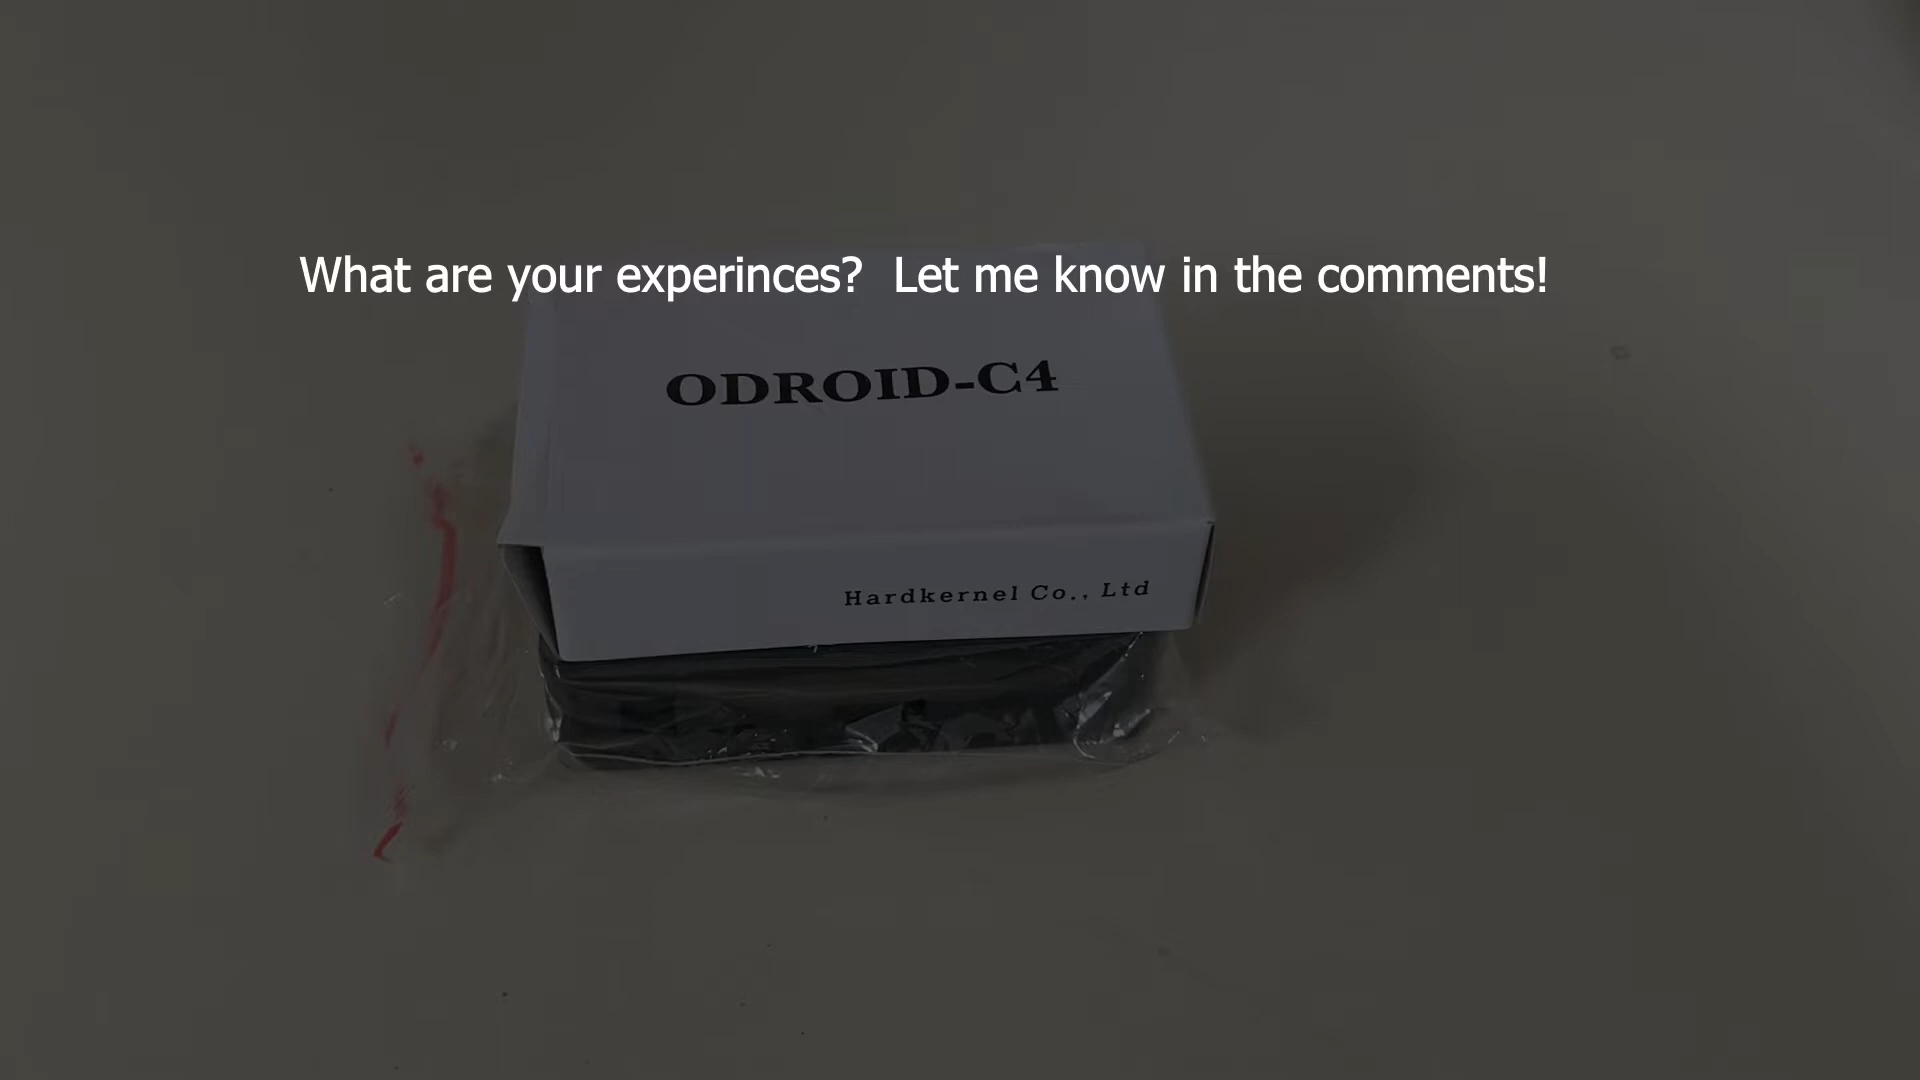 What are your experinces?  Let me know in the comments!
ODROID-C4
Hardkernel Co., Ltd